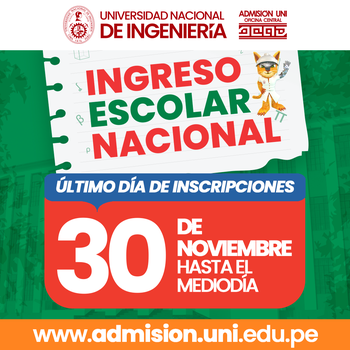 UNIVERSIDAD NACIONAL
DE INGENIERÍA
ADMISIÓN UNI
OFICINA CENTRAL
INGRESO
ESCOLAR
NACIONAL
ÚLTIMO DÍA DE INSCRIPCIONES
30
DE
NOVIEMBRE
HASTA EL
MEDIODÍA
www.admision.uni.edu.pe